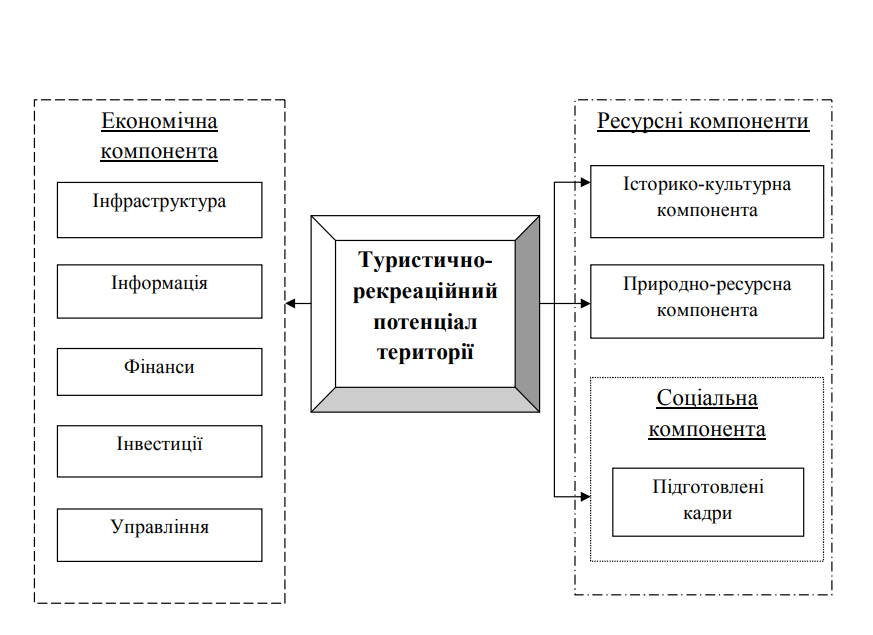 Економічна
компонента
Інфраструктура
Інформація
Фінанси
Інвестиції
Управління
Туристично-
рекреаційний
потенціал
території
Ресурсні компоненти
Історико-культурна
компонента
Природно-ресурсна
компонента
Соціальна
компонента
Підготовлені
кадри